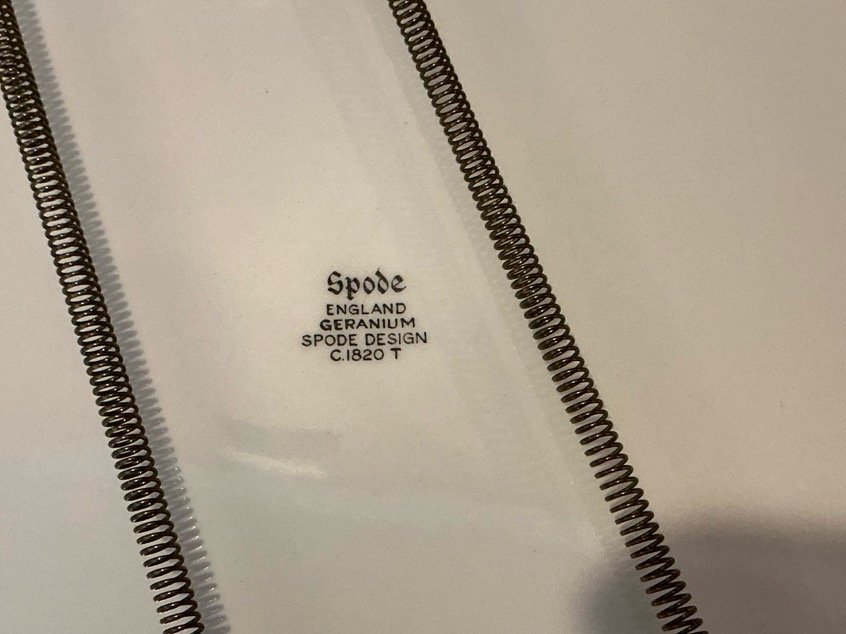 Spode
ENGLAND
GERANIUM
SPODE DESIGN
C.1820 T